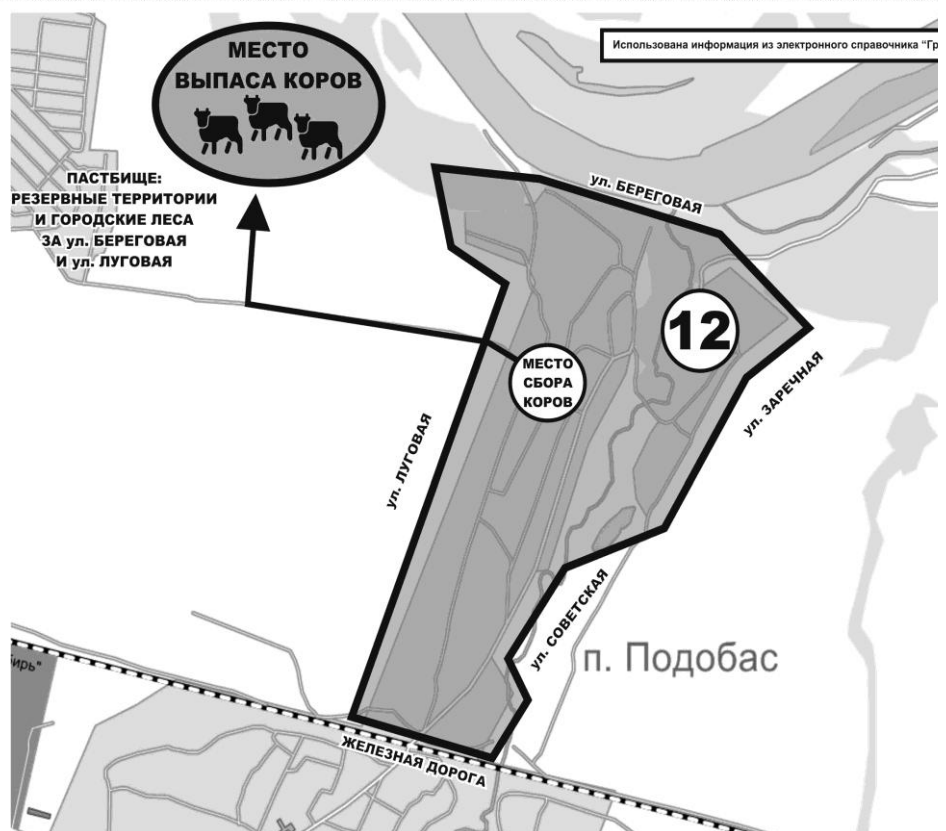 МЕСТО
ВЫПАСА КОРОВ
Использована информация из электронного справочника "Гр
ПАСТБИЩЕ:
РЕЗЕРВНЫЕ ТЕРРИТОРИИ
И ГОРОДСКИЕ ЛЕСА
ЗА ул. БЕРЕГОВАЯ
И ул. ЛУГОВАЯ
ул. БЕРЕГОВАЯ
12
МЕСТО
СБОРА
КОРОВ
ул. ЗАРЕЧНАЯ
ул. ЛУГОВАЯ
ул. СОВЕТСКАЯ
п. Подобас
бирь"
ЖЕЛЕЗНАЯ ДОРОГА